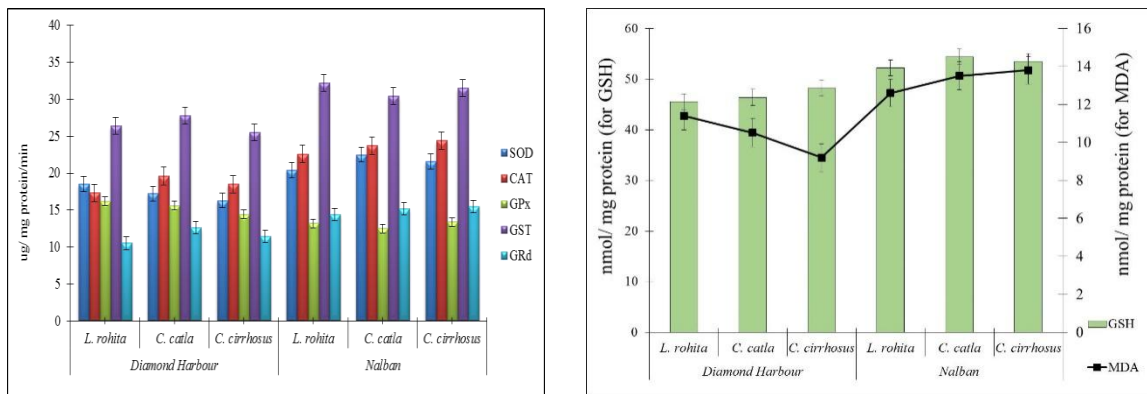 40
35
30
25
20
15
10
5
0
ug/ mg protein/min
L. rohita C. catla C. cirrhosus L. rohita C. catla C. cirrhosus
Diamond Harbour Nalban
SOD
CAT
GPx
GST
GRd
60
50
40
30
20
10
0
nmol/ mg protein (for GSH)
16
14
12
10
8
6
4
2
0
nmol/ mg protein (for MDA)
L. rohita C. catla C. cirrhosus L. rohita C. catla C. cirrhosus
Diamond Harbour Nalban
GSH
MDA